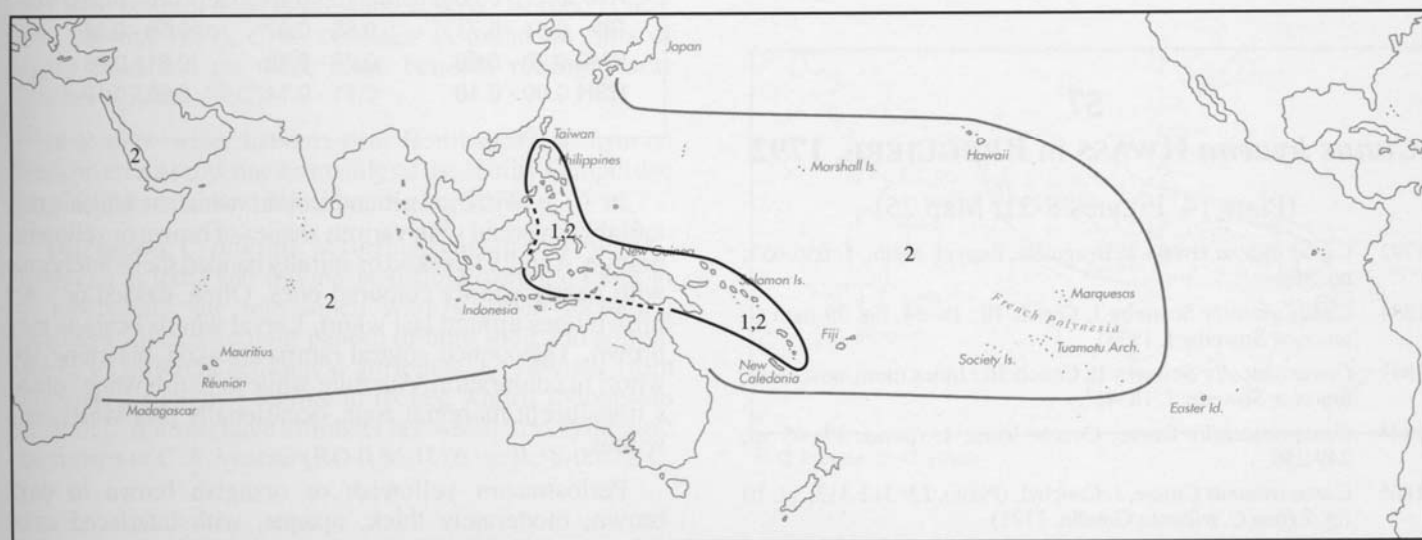 Japan
Taiwan
Philippines
Hawaii
Marshall Is.
2
1,2
New Guinea
2
Solomon Is.
2
Indonesia
Marquesas
1,2
French Polynesia
Fiji
Tuamotu Arch.
Mauritius
Society Is.
Réunion
New
Caledonia
Madagascar
Easter Id.